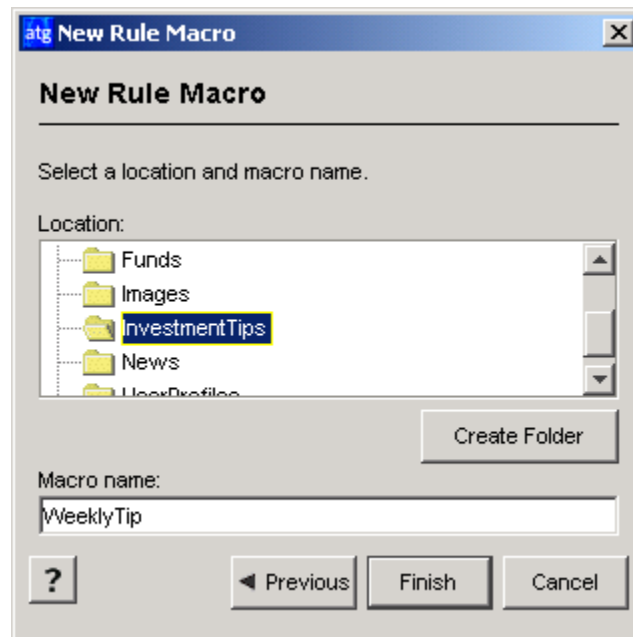 atg New Rule Macro
New Rule Macro
Select a location and macro name.
Location:
Funds
Images
InvestmentTips
News
UserProfiles
Create Folder
Macro name:
WeeklyTip
? Previous Finish Cancel